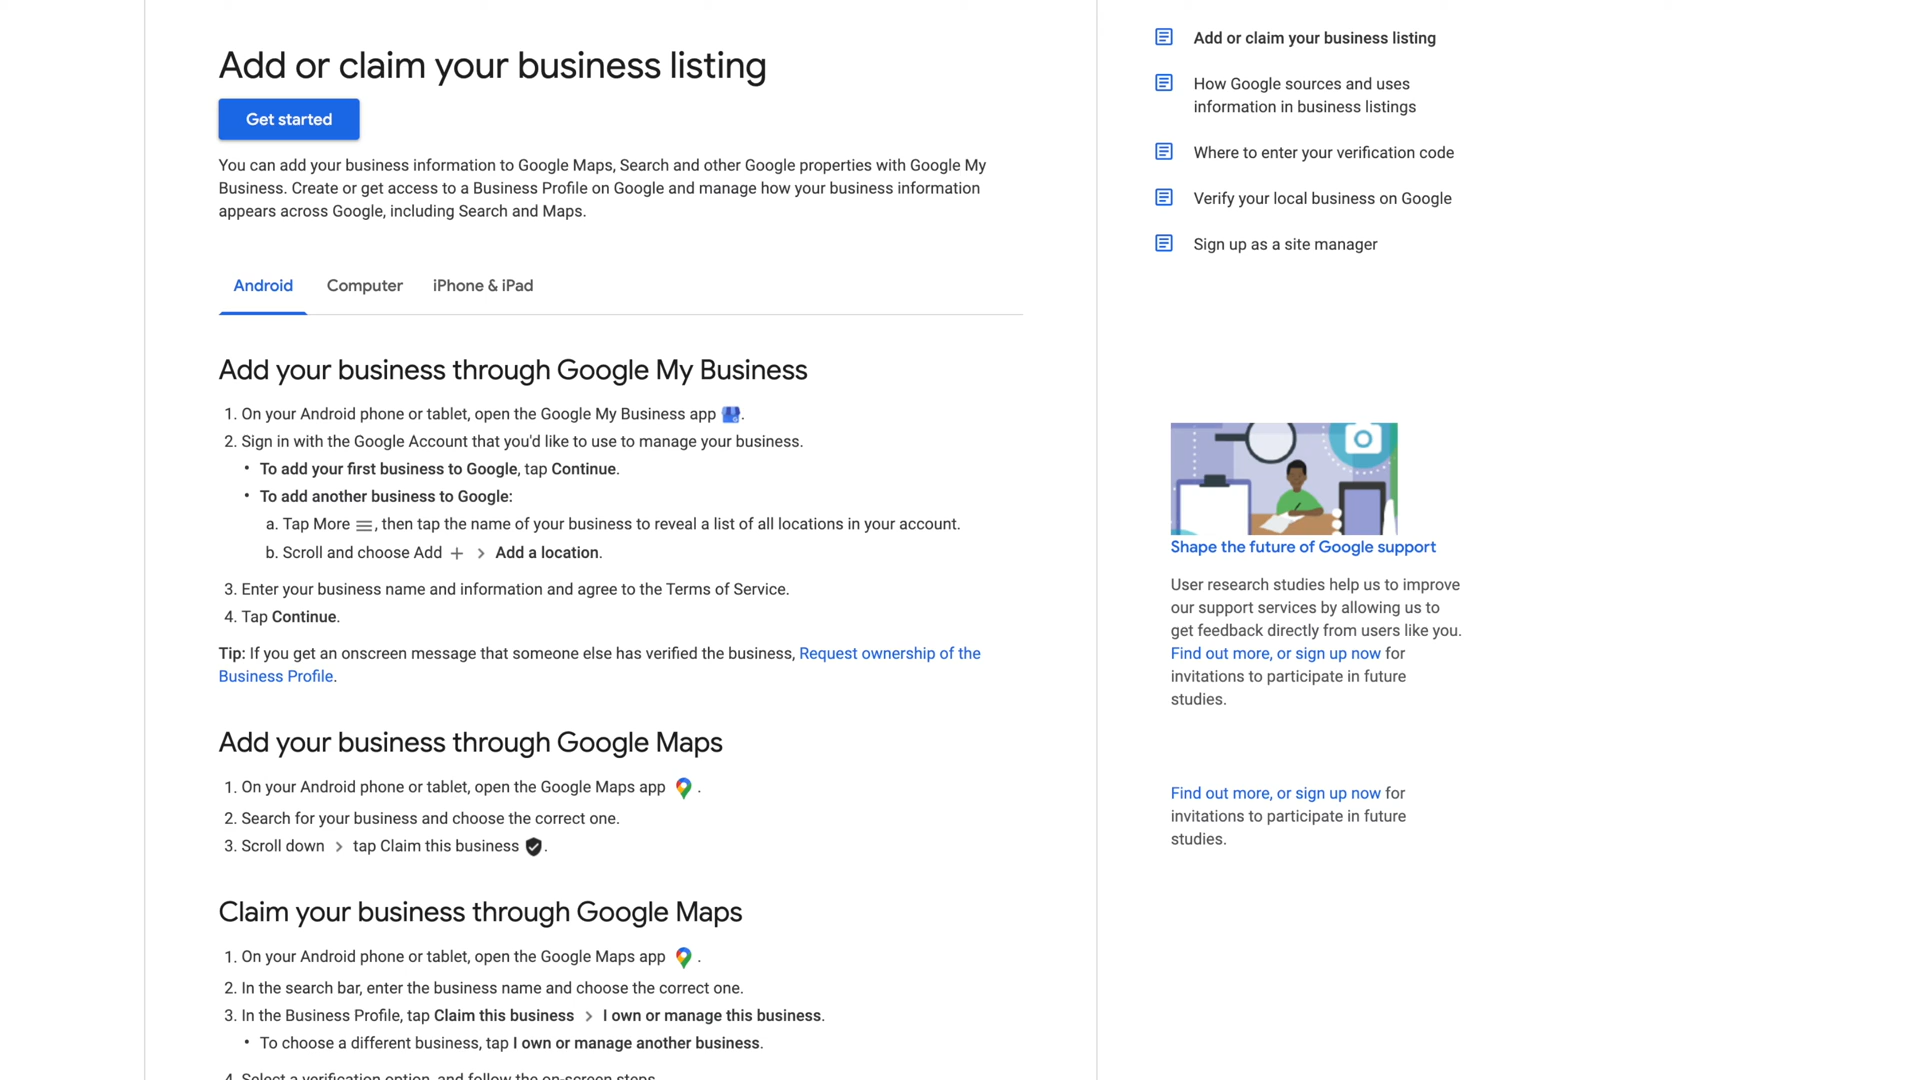 Add or claim your business listing
Get started
You can add your business information to Google Maps, Search and other Google properties with Google My
Business. Create or get access to a Business Profile on Google and manage how your business information
appears across Google, including Search and Maps.
Android
Computer
iPhone & iPad
Add your business through Google My Business
1. On your Android phone or tablet, open the Google My Business app .
2. Sign in with the Google Account that you'd like to use to manage your business.
• To add your first business to Google, tap Continue.
• To add another business to Google:
a. Tap More , then tap the name of your business to reveal a list of all locations in your account.
b. Scroll and choose Add + > Add a location.
3. Enter your business name and information and agree to the Terms of Service.
4. Tap Continue.
Tip: If you get an onscreen message that someone else has verified the business, Request ownership of the
Business Profile.
Add your business through Google Maps
1. On your Android phone or tablet, open the Google Maps app .
2. Search for your business and choose the correct one.
3. Scroll down > tap Claim this business .
Claim your business through Google Maps
1. On your Android phone or tablet, open the Google Maps app .
2. In the search bar, enter the business name and choose the correct one.
3. In the Business Profile, tap Claim this business > I own or manage this business.
• To choose a different business, tap I own or manage another business.
4. Select a verification option, and follow the on-screen steps.
Add or claim your business listing
How Google sources and uses
information in business listings
Where to enter your verification code
Verify your local business on Google
Sign up as a site manager
Shape the future of Google support
User research studies help us to improve
our support services by allowing us to
get feedback directly from users like you.
Find out more, or sign up now for
invitations to participate in future
studies.
Find out more, or sign up now for
invitations to participate in future
studies.